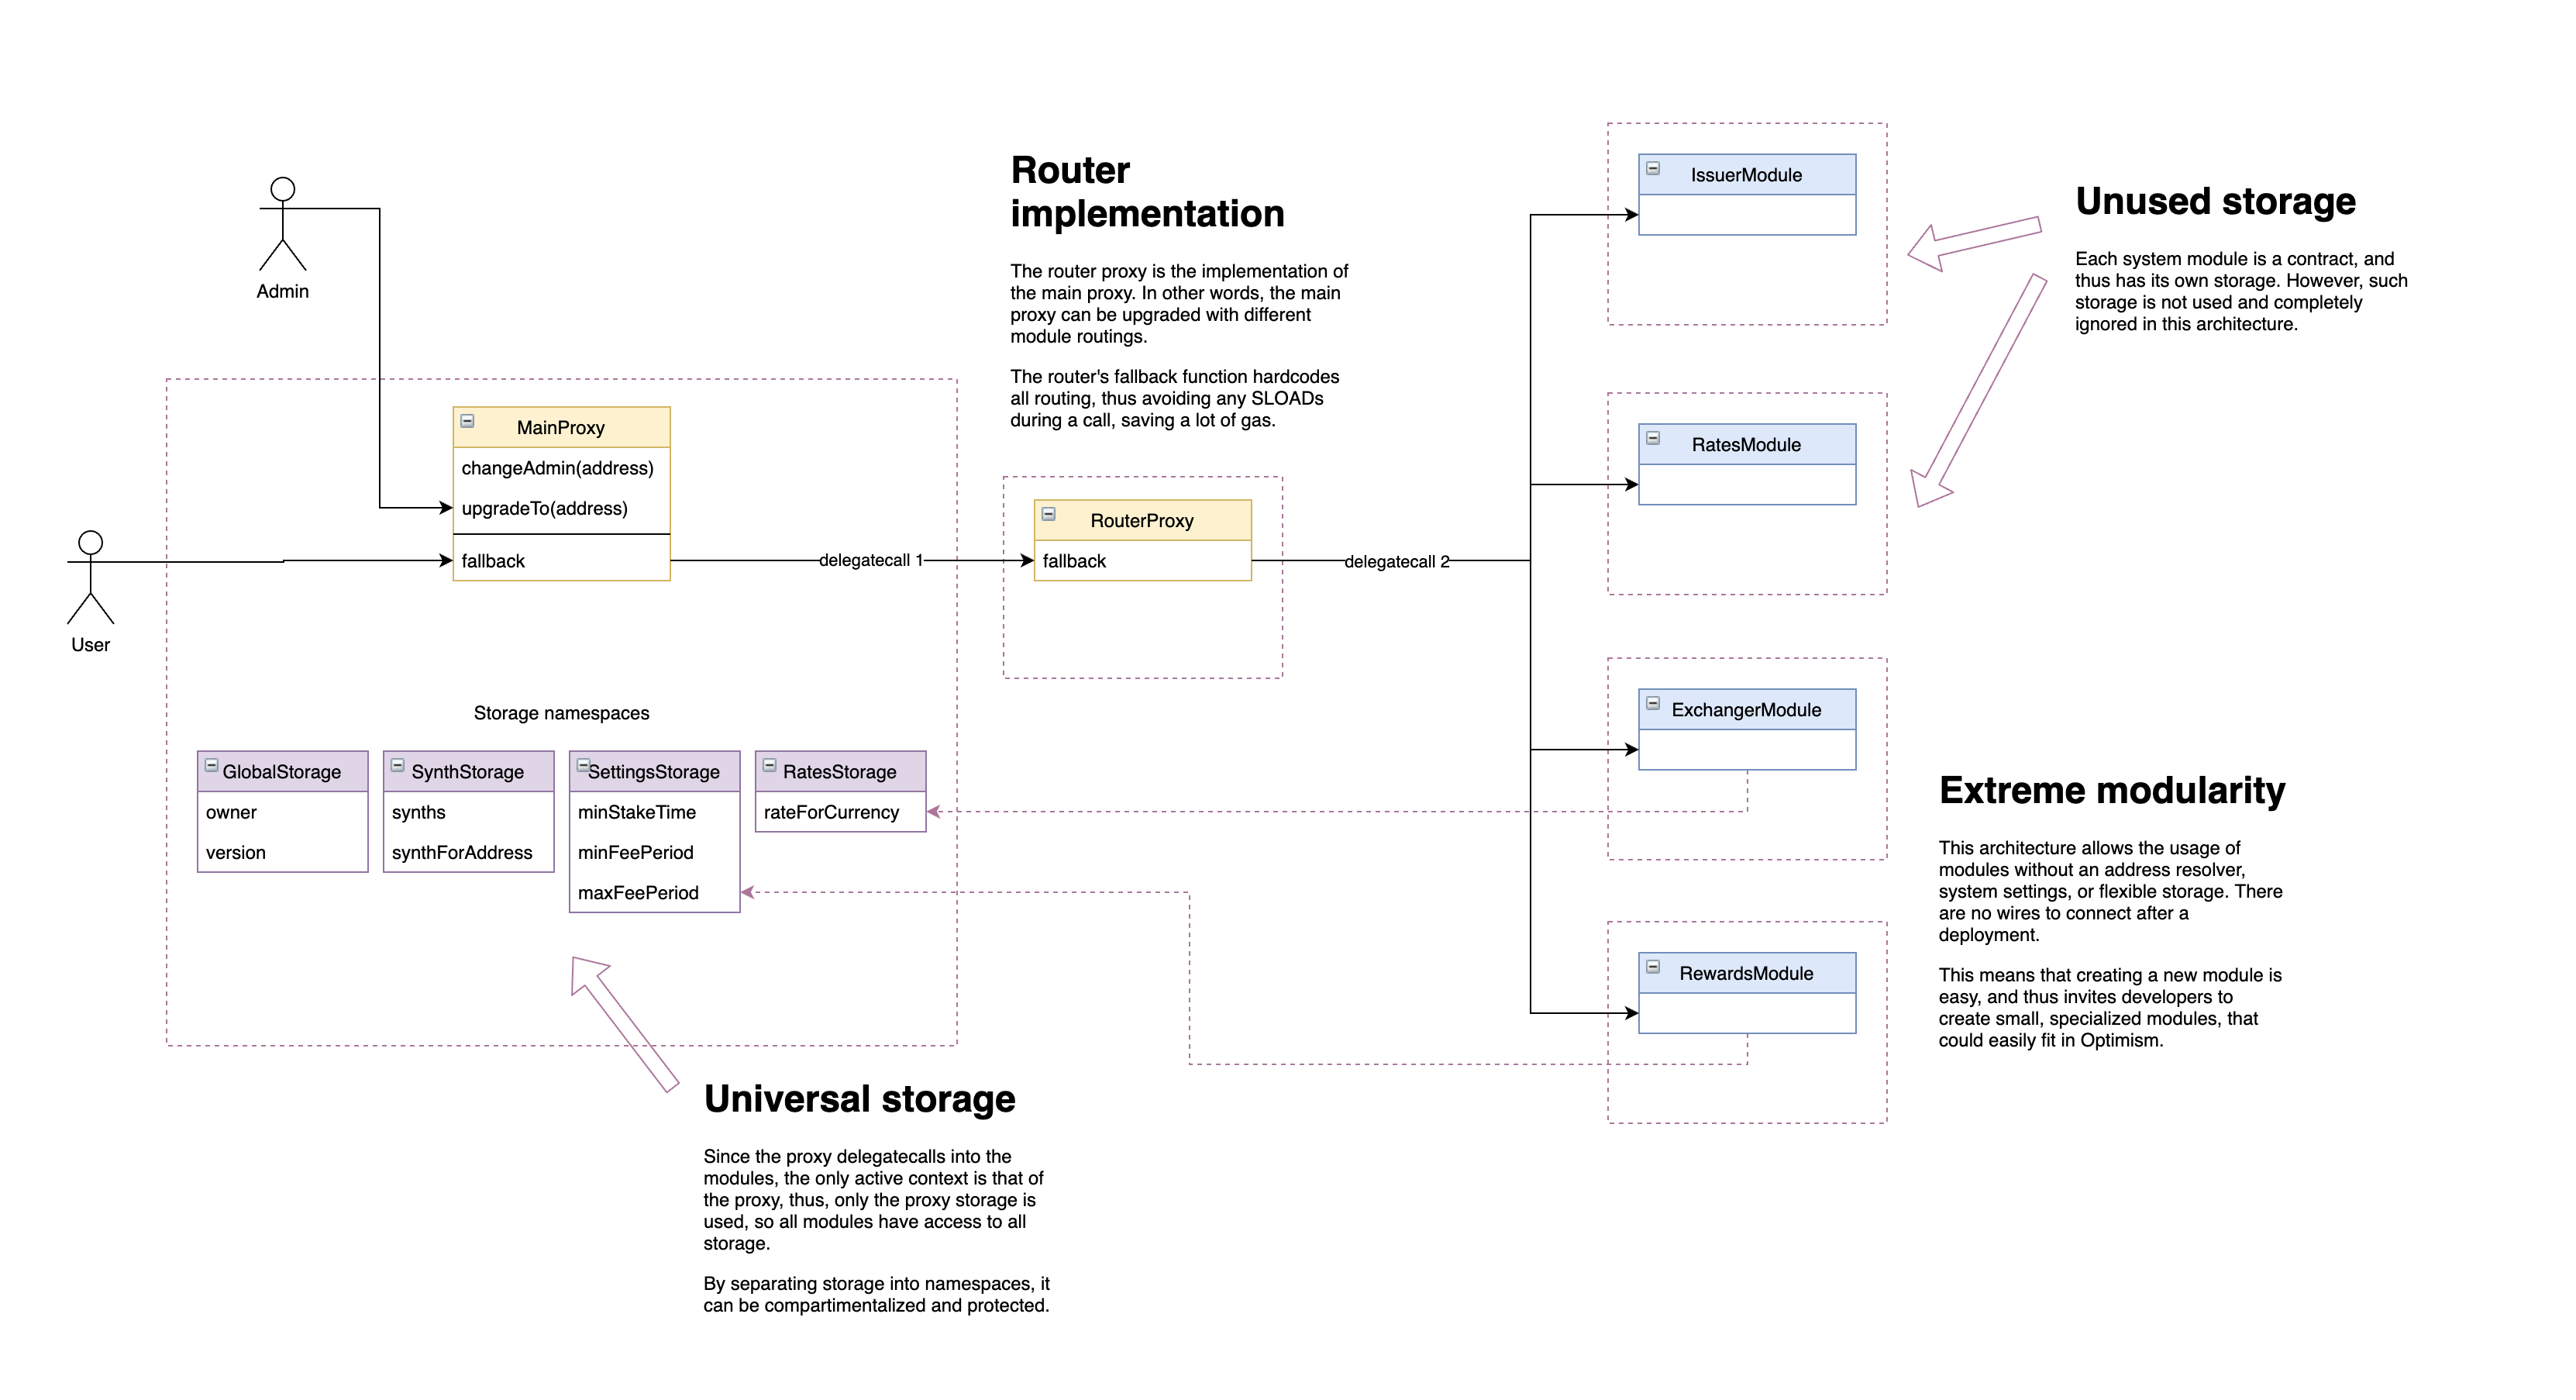 Admin
User
MainProxy
changeAdmin(address)
upgradeTo(address)
fallback
delegatecall 1
Router
implementation
The router proxy is the implementation of
the main proxy. In other words, the main
proxy can be upgraded with different
module routings.
The router's fallback function hardcodes
all routing, thus avoiding any SLOADs
during a call, saving a lot of gas.
RouterProxy
fallback
delegatecall 2
IssuerModule
RatesModule
ExchangerModule
RewardsModule
Unused storage
Each system module is a contract, and
thus has its own storage. However, such
storage is not used and completely
ignored in this architecture.
Storage namespaces
GlobalStorage
owner
version
SynthStorage
synths
synthForAddress
SettingsStorage
minStakeTime
minFeePeriod
maxFeePeriod
RatesStorage
rateForCurrency
Extreme modularity
This architecture allows the usage of
modules without an address resolver,
system settings, or flexible storage. There
are no wires to connect after a
deployment.
This means that creating a new module is
easy, and thus invites developers to
create small, specialized modules, that
could easily fit in Optimism.
Universal storage
Since the proxy delegatecalls into the
modules, the only active context is that of
the proxy, thus, only the proxy storage is
used, so all modules have access to all
storage.
By separating storage into namespaces, it
can be compartimentalized and protected.